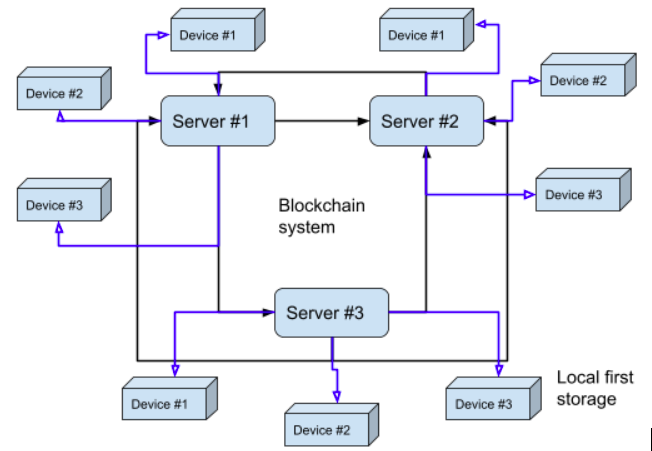 Device #1
Device #1
Device #2
Device #2
Server #1
Server #2
Device #3
Device #3
Blockchain
system
Server #3
Local first
storage
Device #1
Device #3
Device #2